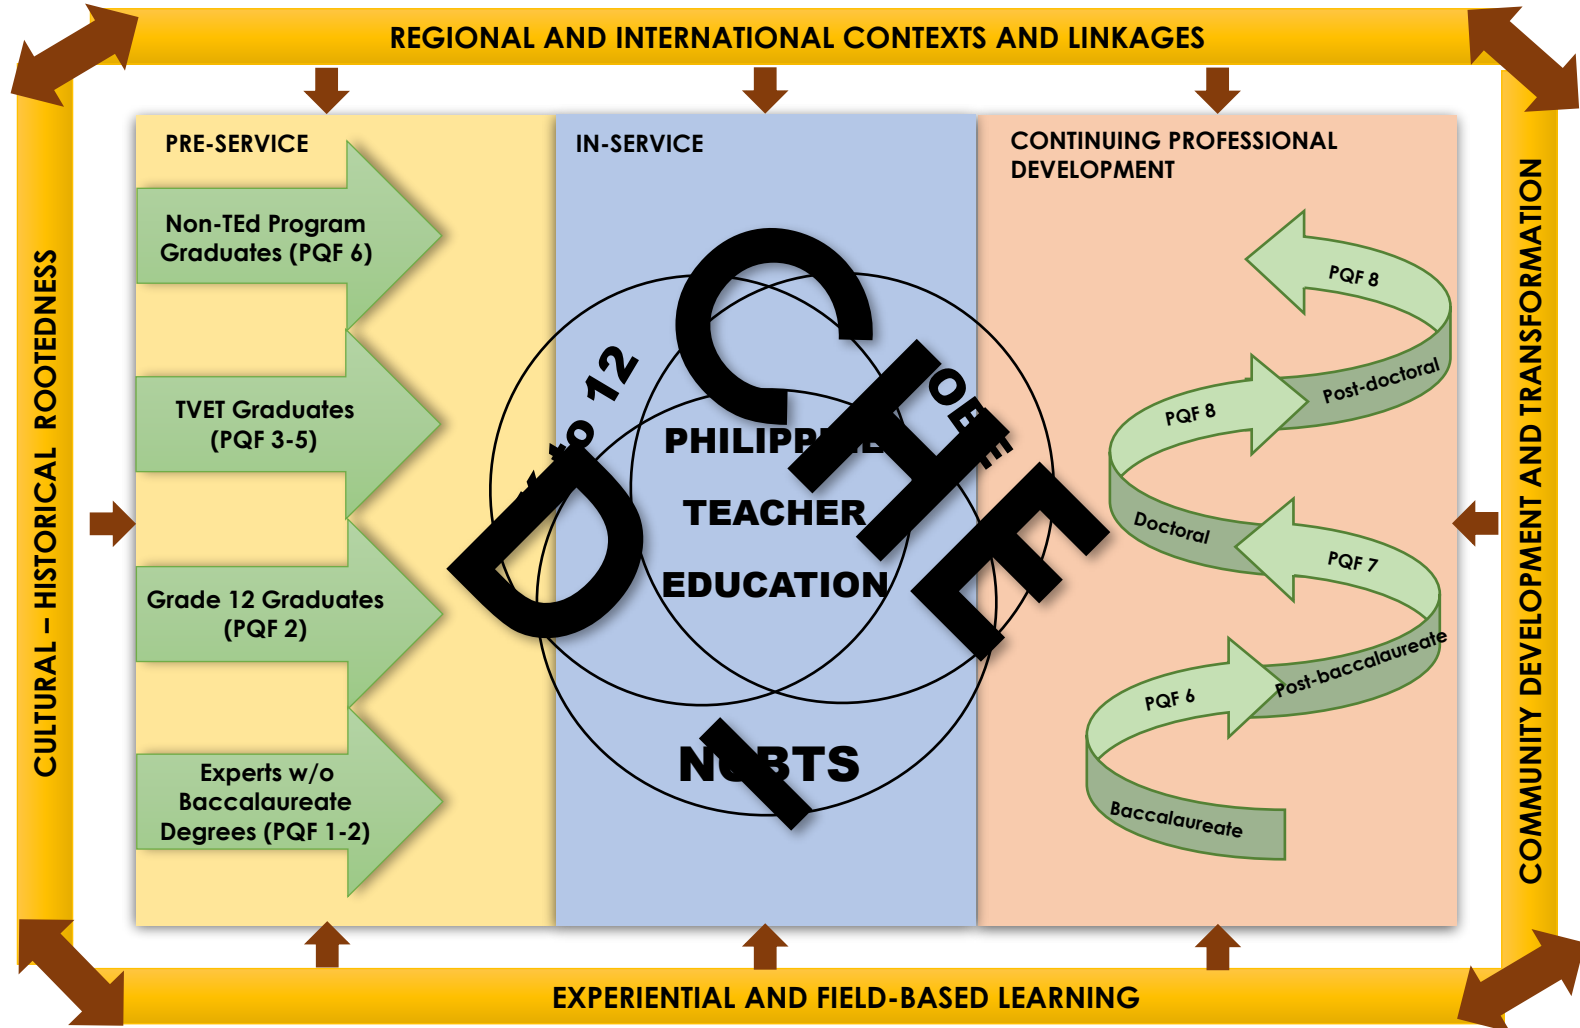 REGIONAL AND INTERNATIONAL CONTEXTS AND LINKAGES
CULTURAL – HISTORICAL ROOTEDNESS
PRE-SERVICE
Non-TEd Program
Graduates (PQF 6)
TVET Graduates
(PQF 3-5)
Grade 12 Graduates
(PQF 2)
Experts w/o
Baccalaureate
Degrees (PQF 1-2)
IN-SERVICE
C
H
E
D
I
K to 12
PHILIPPINE
TEACHER
EDUCATION
NCBTS
CONTINUING PROFESSIONAL
DEVELOPMENT
PQF 8
Post-doctoral
PQF 8
Doctoral
PQF 7
Post-baccalaureate
PQF 6
Baccalaureate
COMMUNITY DEVELOPMENT AND TRANSFORMATION
EXPERIENTIAL AND FIELD-BASED LEARNING